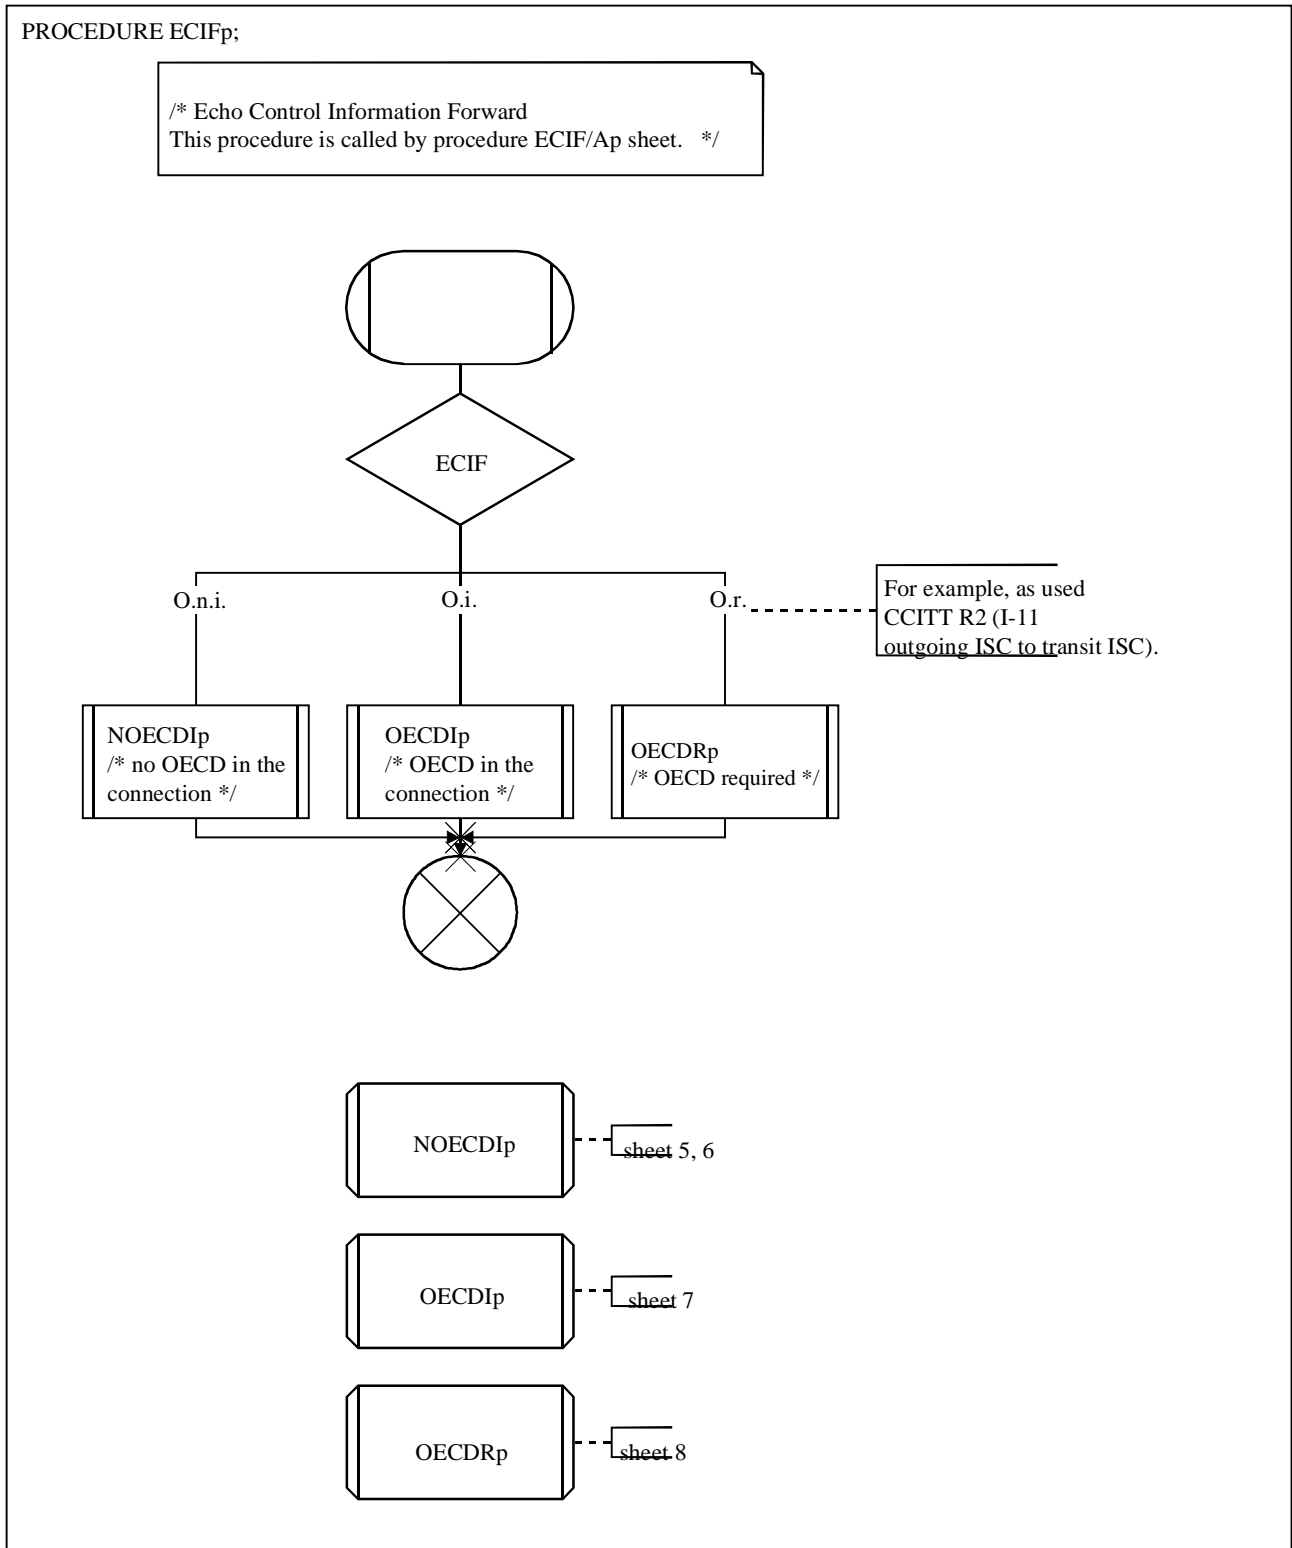 PROCEDURE ECIFp;
/* Echo Control Information Forward
This procedure is called by procedure ECIF/Ap sheet. */
ECIF
O.n.i.
O.i.
O.r.
For example, as used
CCITT R2 (I-11
outgoing ISC to transit ISC).
NOECDIp
/* no OECD in the
connection */
OECDIp
/* OECD in the
connection */
OECDRp
/* OECD required */
NOECDIp
sheet 5, 6
OECDIp
sheet 7
OECDRp
sheet 8